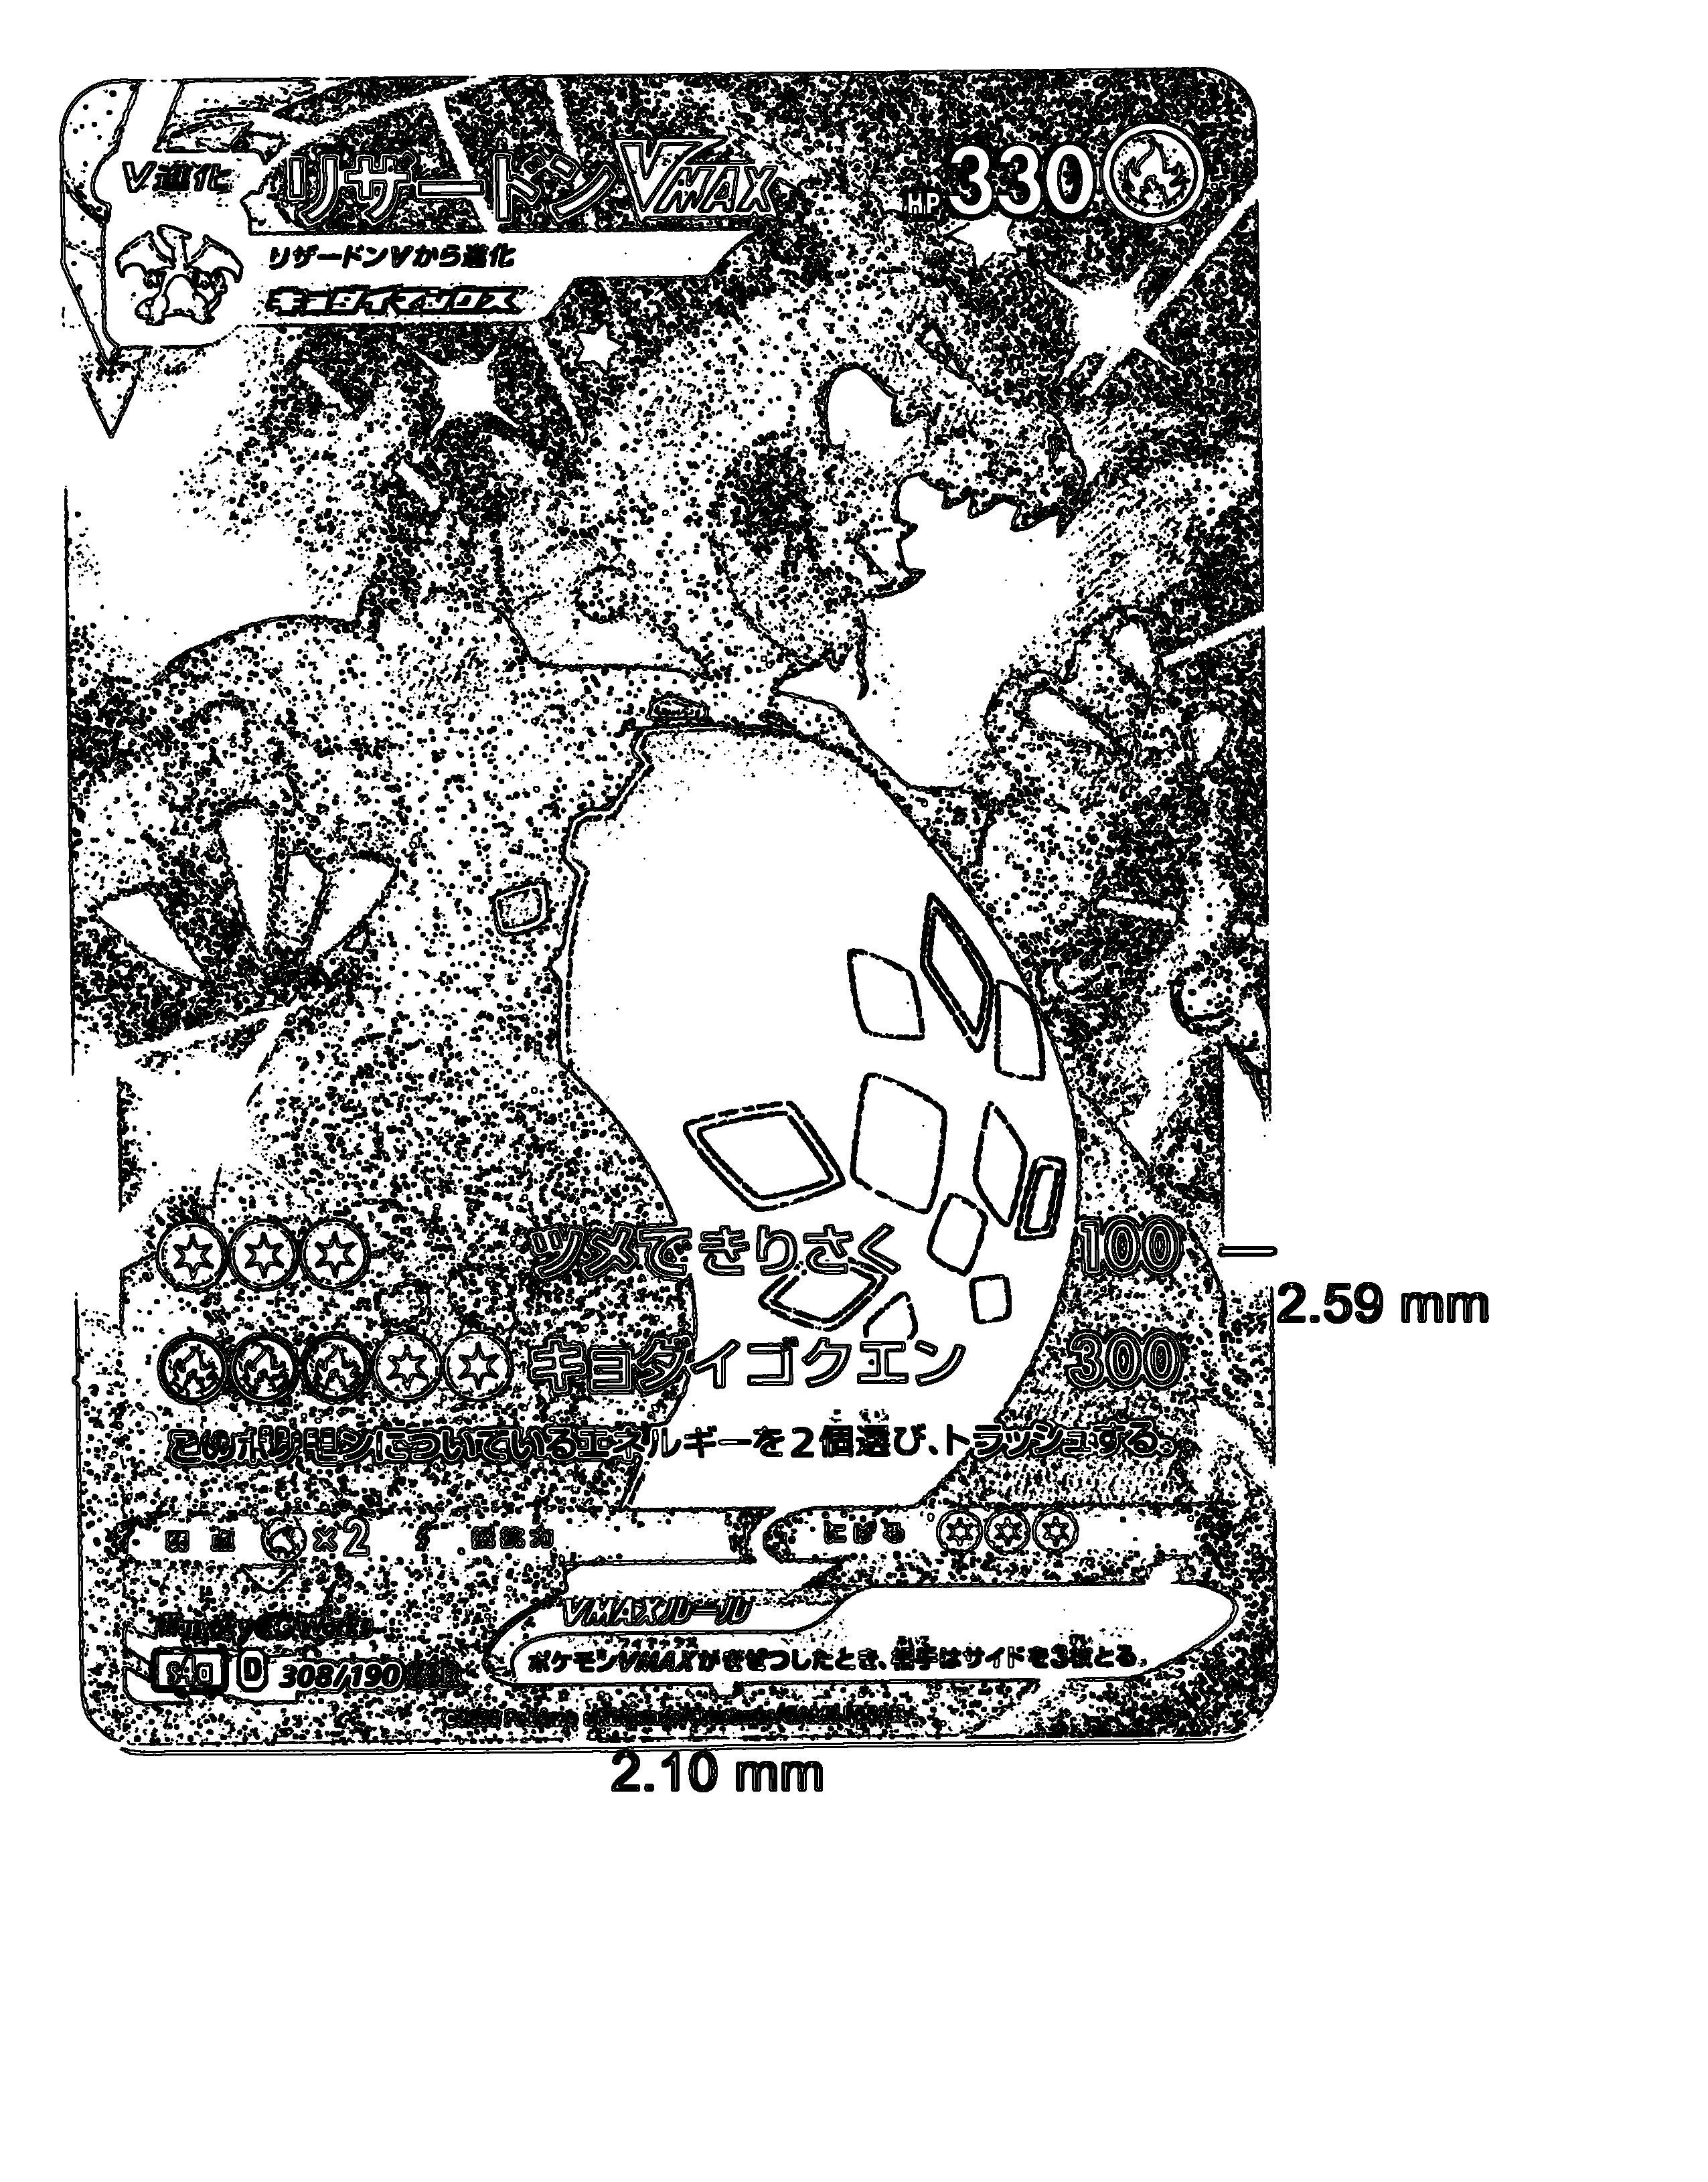 V進化 リザードンVMAX HP 330
リザードンVから進化
キョダイマックス
ツメできりさく 100
2.59 mm
キョダイゴクエン 300
このポケモンについているエネルギーを2個選び、トラッシュする。
弱点 ×2 抵抗力 にげる
VMAXルール
s4a D 308/190
ポケモンVMAXがきぜつしたとき、相手はサイドを3枚とる。
2.10 mm